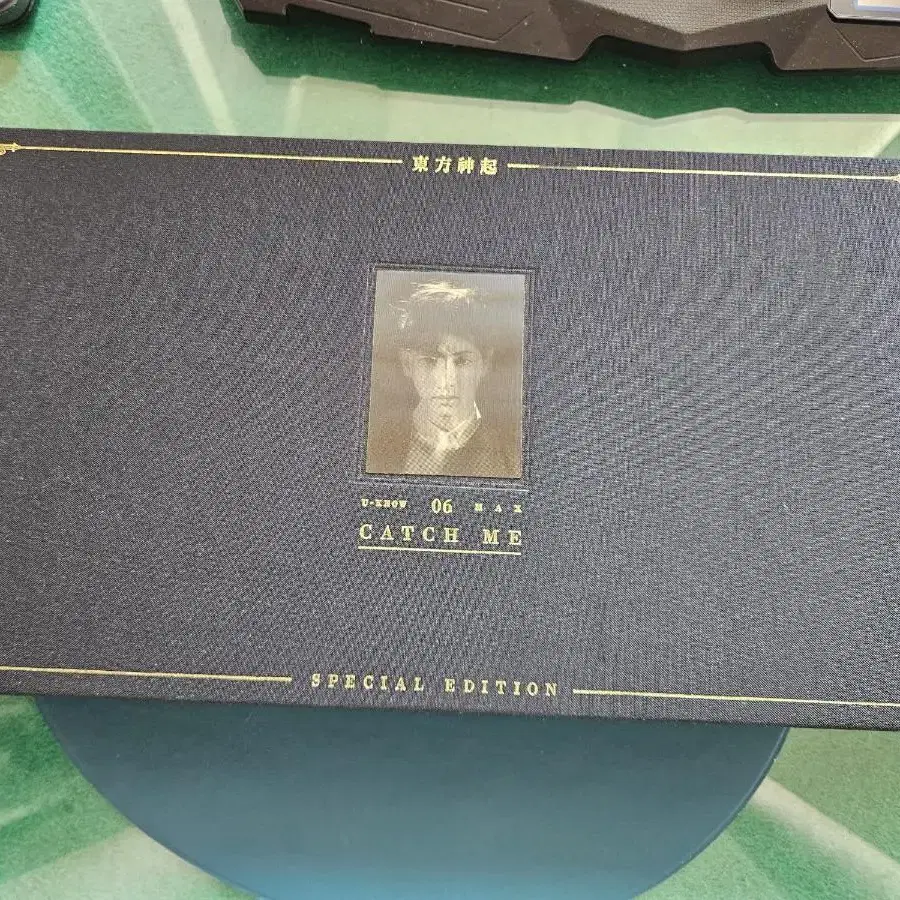 東方神起
U-KNOW 06 MAX
CATCH ME
SPECIAL EDITION